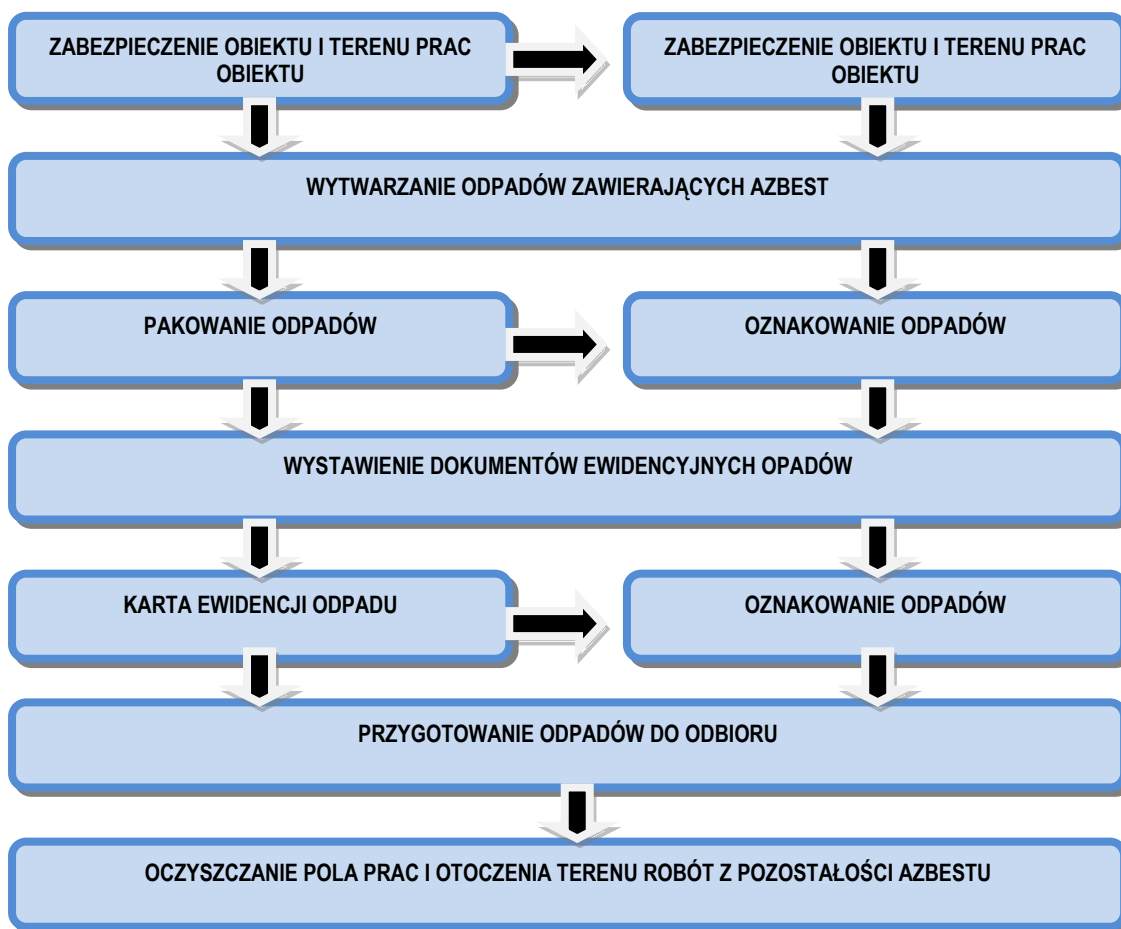 ZABEZPIECZENIE OBIEKTU I TERENU PRAC
OBIEKTU
ZABEZPIECZENIE OBIEKTU I TERENU PRAC
OBIEKTU
WYTWARZANIE ODPADÓW ZAWIERAJĄCYCH AZBEST
PAKOWANIE ODPADÓW
OZNAKOWANIE ODPADÓW
WYSTAWIENIE DOKUMENTÓW EWIDENCYJNYCH OPADÓW
KARTA EWIDENCJI ODPADU
OZNAKOWANIE ODPADÓW
PRZYGOTOWANIE ODPADÓW DO ODBIORU
OCZYSZCZANIE POLA PRAC I OTOCZENIA TERENU ROBÓT Z POZOSTAŁOŚCI AZBESTU